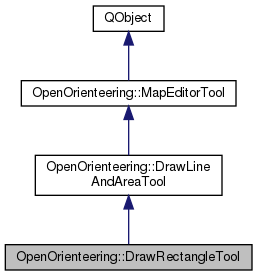 QObject
OpenOrienteering::MapEditorTool
OpenOrienteering::DrawLine
AndAreaTool
OpenOrienteering::DrawRectangleTool